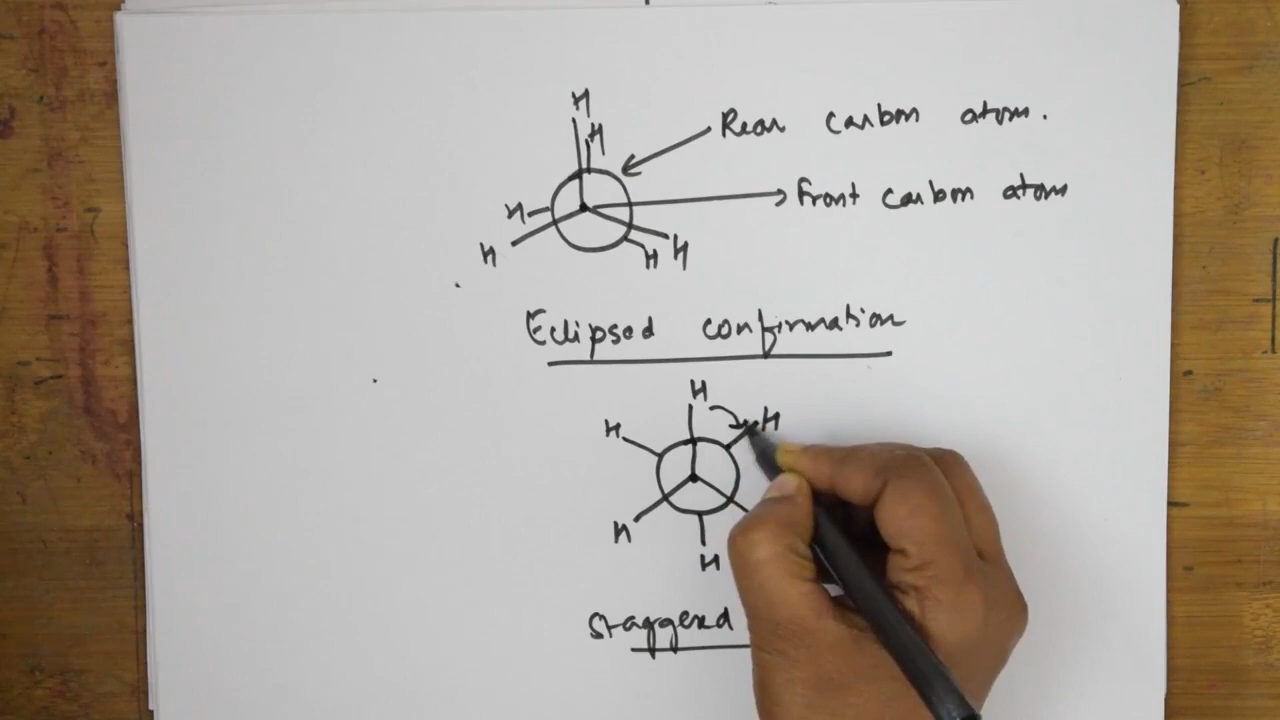 H
H
Rear carbon atom.
H
Front carbon atom
H
H H
Eclipsed confirmation
H
H
H
H
H
Staggered